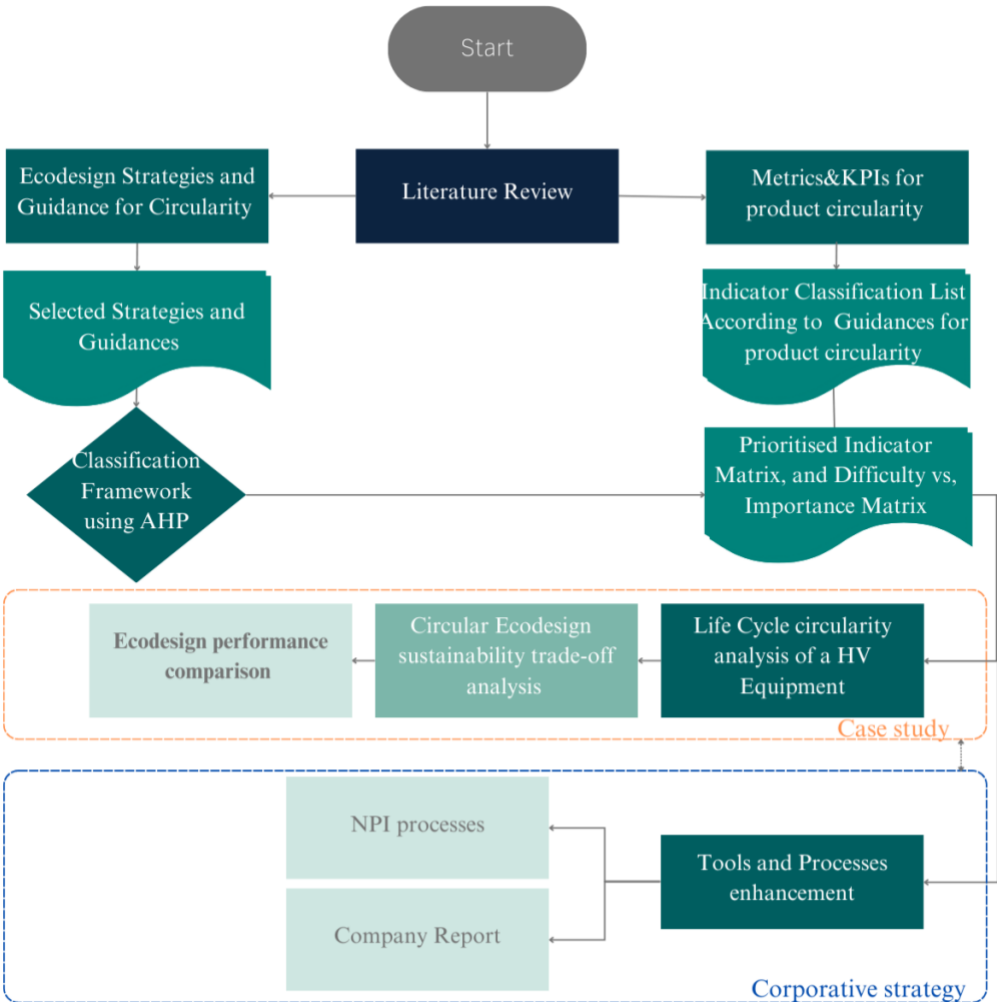 Start
Ecodesign Strategies and
Guidance for Circularity
Literature Review
Metrics&KPIs for
product circularity
Selected Strategies and
Guidances
Indicator Classification List
According to Guidances for
product circularity
Classification
Framework
using AHP
Prioritised Indicator
Matrix, and Difficulty vs,
Importance Matrix
Ecodesign performance
comparison
Circular Ecodesign
sustainability trade-off
analysis
Life Cycle circularity
analysis of a HV
Equipment
Case study
NPI processes
Tools and Processes
enhancement
Company Report
Corporative strategy